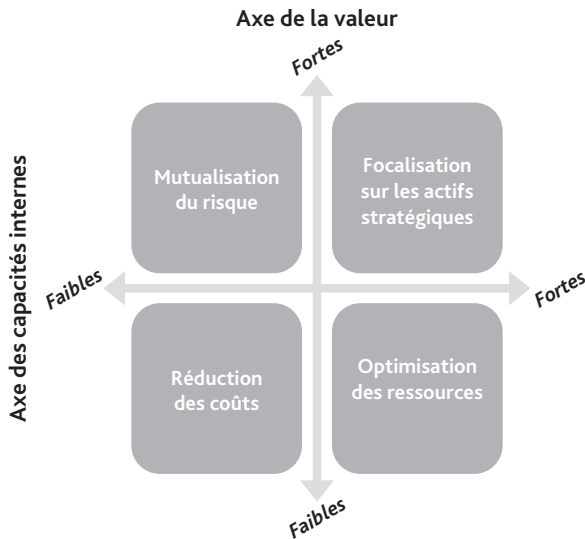 Axe de la valeur
Fortes
Axe des capacités internes
Mutualisation
du risque
Focalisation
sur les actifs
stratégiques
Faibles
Fortes
Réduction
des coûts
Optimisation
des ressources
Faibles